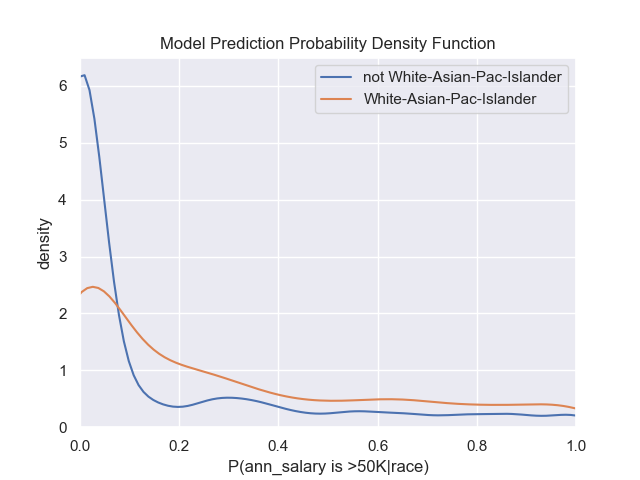 Model Prediction Probability Density Function
not White-Asian-Pac-Islander
White-Asian-Pac-Islander
density
6
5
4
3
2
1
0
0.0 0.2 0.4 0.6 0.8 1.0
P(ann_salary is >50K|race)